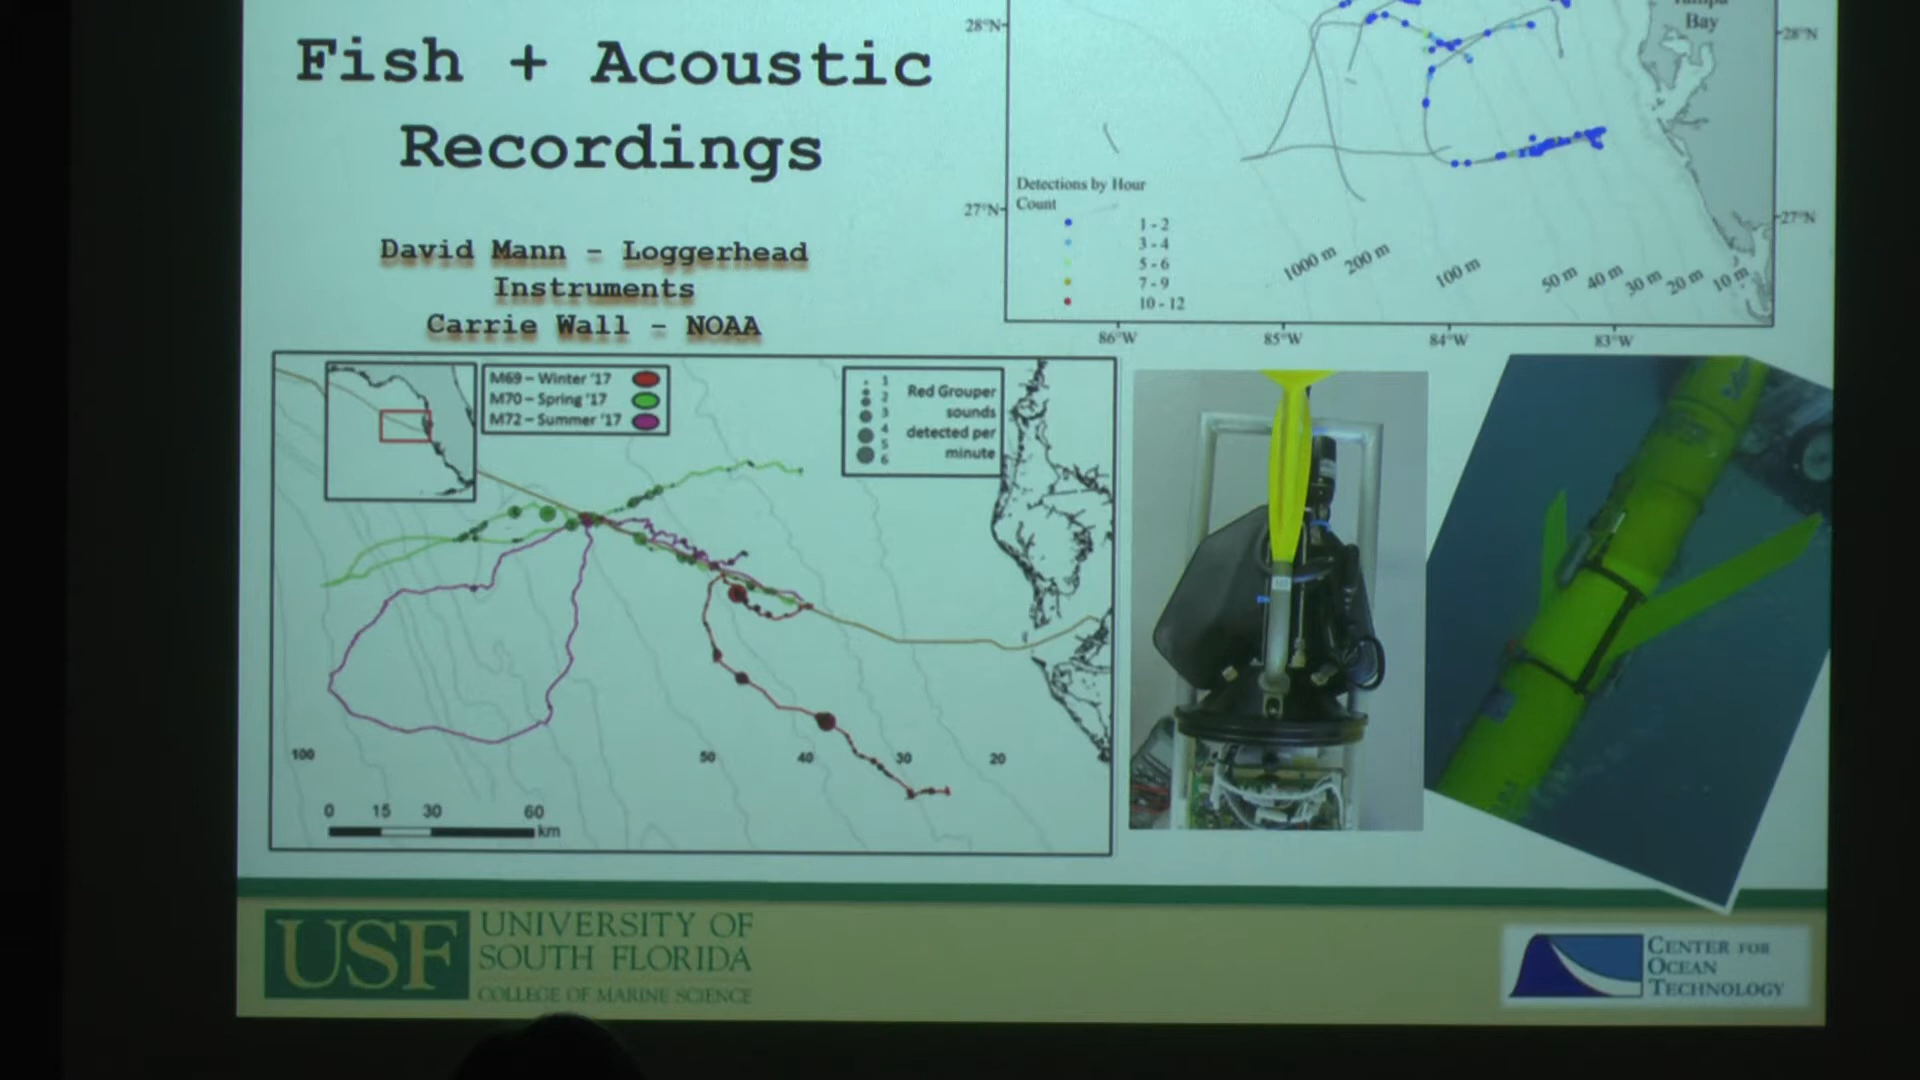 Fish + Acoustic
Recordings
David Mann - Loggerhead
Instruments
Carrie Wall - NOAA
Bay
28°N
28°N
27°N
27°N
Detections by Hour
Count
1 - 2
3 - 4
5 - 6
7 - 9
10 - 12
1000 m
200 m
100 m
50 m
40 m
30 m
20 m
10 m
86°W
85°W
84°W
83°W
M69 – Winter '17
M70 – Spring '17
M72 – Summer '17
1
2
3
4
5
6
Red Grouper
sounds
detected per
minute
100
50
40
30
20
0 15 30 60
km
USF
UNIVERSITY OF
SOUTH FLORIDA
COLLEGE OF MARINE SCIENCE
CENTER FOR
OCEAN
TECHNOLOGY